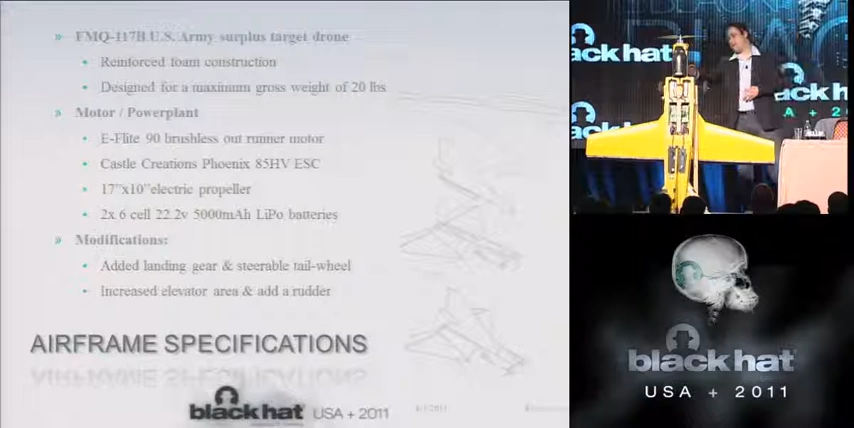 » FMQ-117B U.S. Army surplus target drone
• Reinforced foam construction
• Designed for a maximum gross weight of 20 lbs
» Motor / Powerplant
• E-Flite 90 brushless out runner motor
• Castle Creations Phoenix 85HV ESC
• 17"x10"electric propeller
• 2x 6 cell 22.2v 5000mAh LiPo batteries
» Modifications:
• Added landing gear & steerable tail-wheel
• Increased elevator area & add a rudder
AIRFRAME SPECIFICATIONS
black hat USA + 2011
black hat
black hat
A + 2
black hat
USA + 2011